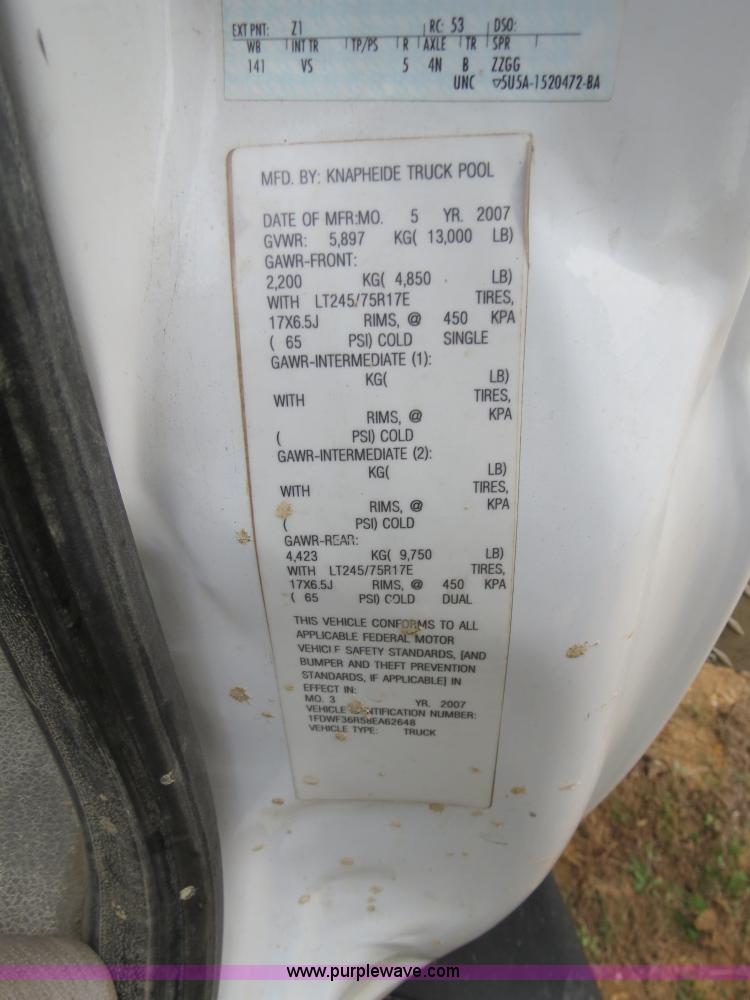 EXT PNT: Z1 RC: 53 DSO:
WB INT TR TP/PS R AXLE TR SPR
141 VS 5 4N B ZZGG
UNC ▽5U5A-1520472-BA
MFD. BY: KNAPHEIDE TRUCK POOL
DATE OF MFR:MO. 5 YR. 2007
GVWR: 5,897 KG( 13,000 LB)
GAWR-FRONT:
2,200 KG( 4,850 LB)
WITH LT245/75R17E TIRES,
17X6.5J RIMS, @ 450 KPA
( 65 PSI) COLD SINGLE
GAWR-INTERMEDIATE (1):
KG( LB)
WITH TIRES,
RIMS, @ KPA
( PSI) COLD
GAWR-INTERMEDIATE (2):
KG( LB)
WITH TIRES,
RIMS, @ KPA
( PSI) COLD
GAWR-REAR:
4,423 KG( 9,750 LB)
WITH LT245/75R17E TIRES,
17X6.5J RIMS, @ 450 KPA
( 65 PSI) COLD DUAL
THIS VEHICLE CONFORMS TO ALL
APPLICABLE FEDERAL MOTOR
VEHICLE SAFETY STANDARDS, [AND
BUMPER AND THEFT PREVENTION
STANDARDS, IF APPLICABLE] IN
EFFECT IN:
MO. 3 YR. 2007
VEHICLE IDENTIFICATION NUMBER:
1FDWF36R58EA62648
VEHICLE TYPE: TRUCK
www.purplewave.com